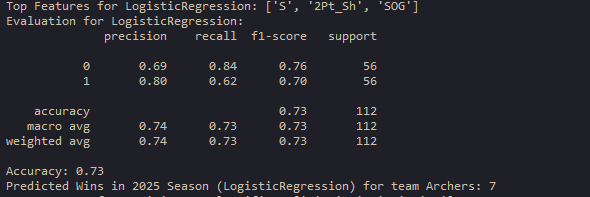 Top Features for LogisticRegression: ['S', '2Pt_Sh', 'SOG']
Evaluation for LogisticRegression:
precision recall f1-score support
0 0.69 0.84 0.76 56
1 0.80 0.62 0.70 56
accuracy 0.73 112
macro avg 0.74 0.73 0.73 112
weighted avg 0.74 0.73 0.73 112
Accuracy: 0.73
Predicted Wins in 2025 Season (LogisticRegression) for team Archers: 7